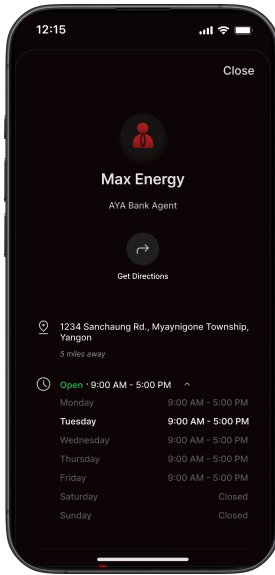 12:15
Close
Max Energy
AYA Bank Agent
Get Directions
1234 Sanchaung Rd., Myaynigone Township,
Yangon
5 miles away
Open · 9:00 AM - 5:00 PM
Monday 9:00 AM - 5:00 PM
Tuesday 9:00 AM - 5:00 PM
Wednesday 9:00 AM - 5:00 PM
Thursday 9:00 AM - 5:00 PM
Friday 9:00 AM - 5:00 PM
Saturday Closed
Sunday Closed